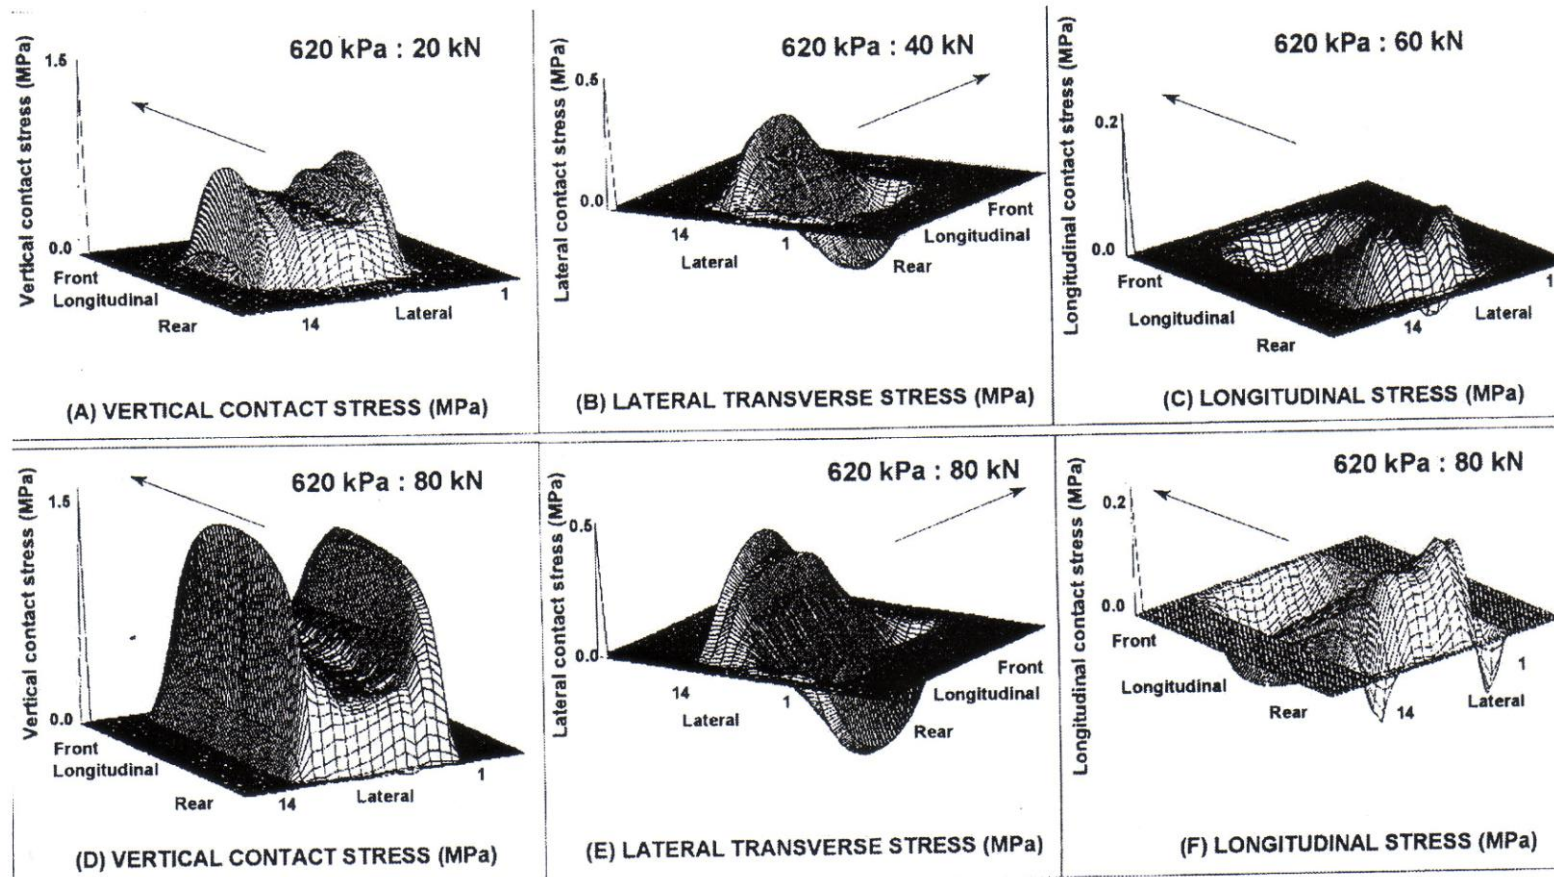 620 kPa : 20 kN
Vertical contact stress (MPa)
1.5
0.0
Front
Longitudinal
Rear
14
Lateral
1
(A) VERTICAL CONTACT STRESS (MPa)
620 kPa : 40 kN
Lateral contact stress (MPa)
0.5
0.0
14
1
Lateral
Front
Longitudinal
Rear
(B) LATERAL TRANSVERSE STRESS (MPa)
620 kPa : 60 kN
Longitudinal contact stress (MPa)
0.2
0.0
Front
Longitudinal
Rear
14
Lateral
1
(C) LONGITUDINAL STRESS (MPa)
620 kPa : 80 kN
Vertical contact stress (MPa)
1.5
0.0
Front
Longitudinal
Rear
14
Lateral
1
(D) VERTICAL CONTACT STRESS (MPa)
620 kPa : 80 kN
Lateral contact stress (MPa)
0.5
0.0
14
1
Lateral
Front
Longitudinal
Rear
(E) LATERAL TRANSVERSE STRESS (MPa)
620 kPa : 80 kN
Longitudinal contact stress (MPa)
0.2
0.0
Front
Longitudinal
Rear
14
Lateral
1
(F) LONGITUDINAL STRESS (MPa)